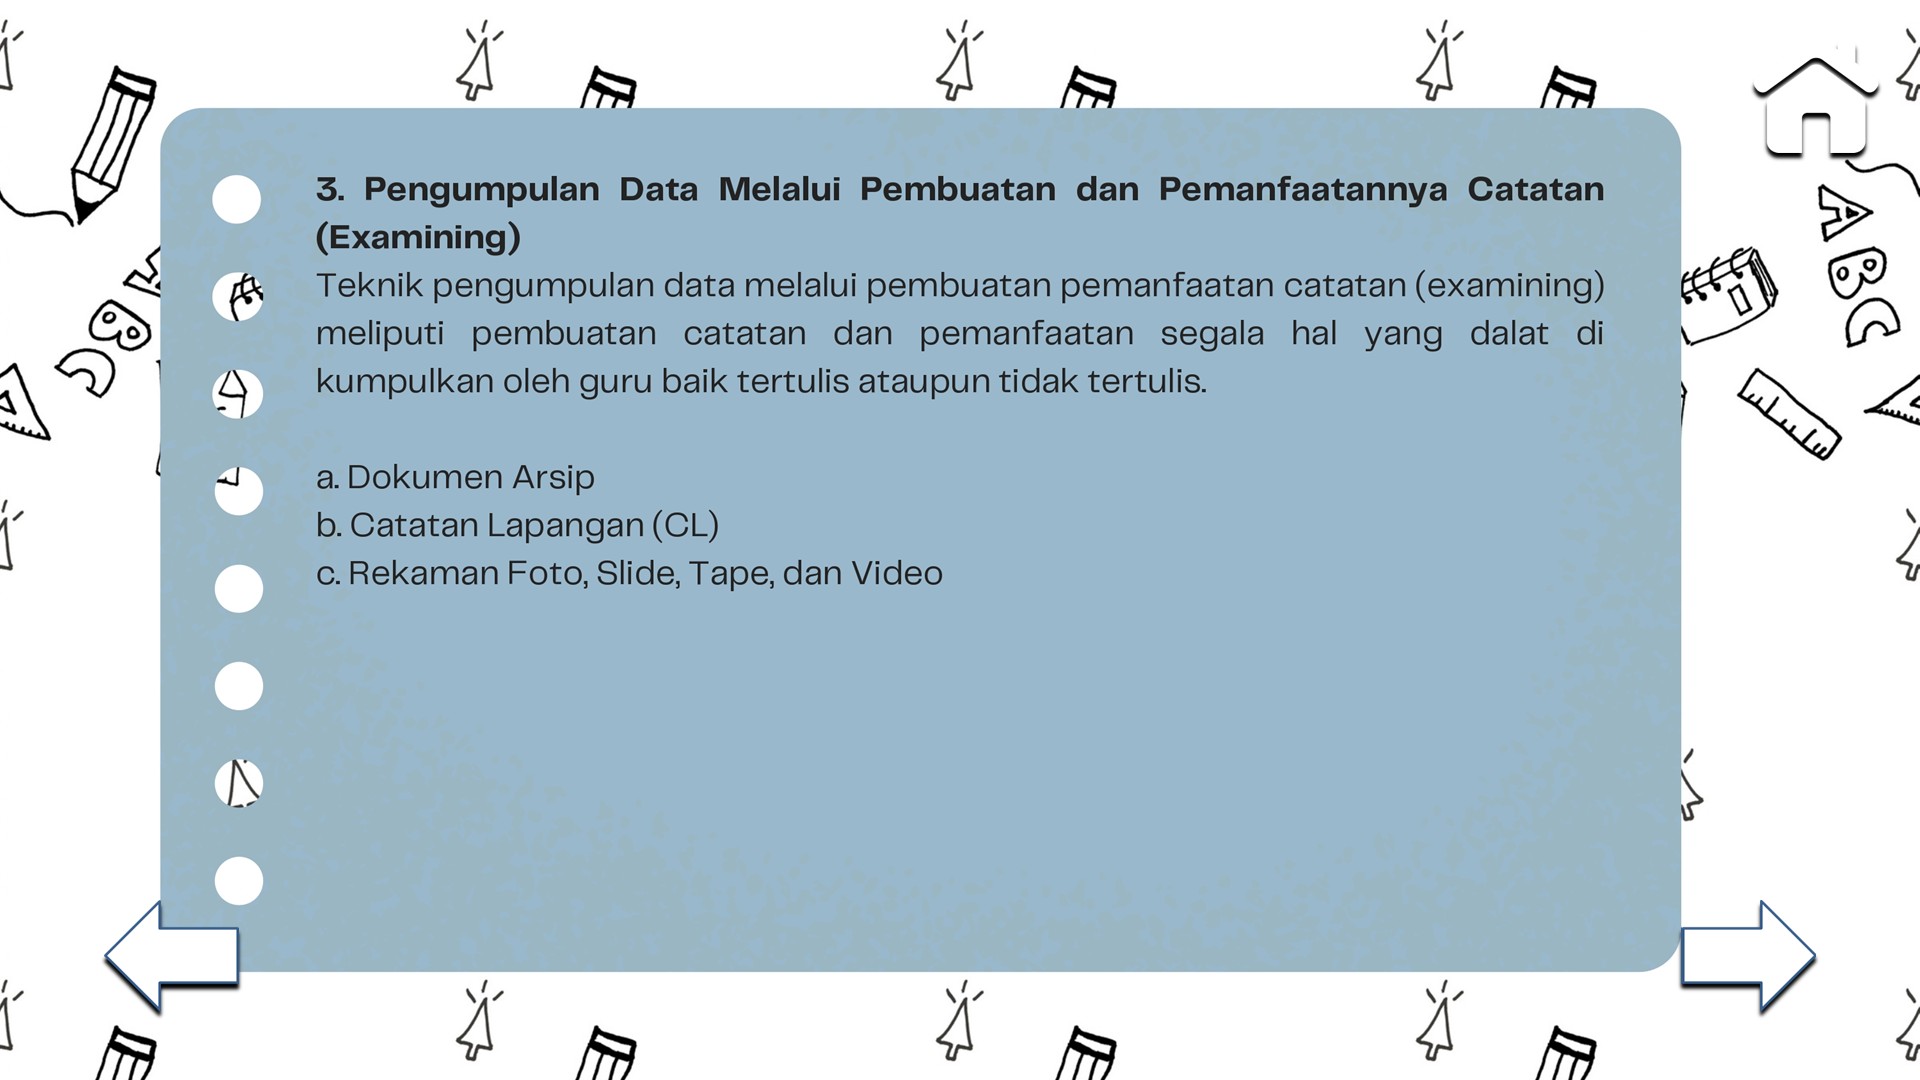 3. Pengumpulan Data Melalui Pembuatan dan Pemanfaatannya Catatan
(Examining)
Teknik pengumpulan data melalui pembuatan pemanfaatan catatan (examining)
meliputi pembuatan catatan dan pemanfaatan segala hal yang dalat di
kumpulkan oleh guru baik tertulis ataupun tidak tertulis.
a. Dokumen Arsip
b. Catatan Lapangan (CL)
c. Rekaman Foto, Slide, Tape, dan Video
A
B
C
B
C